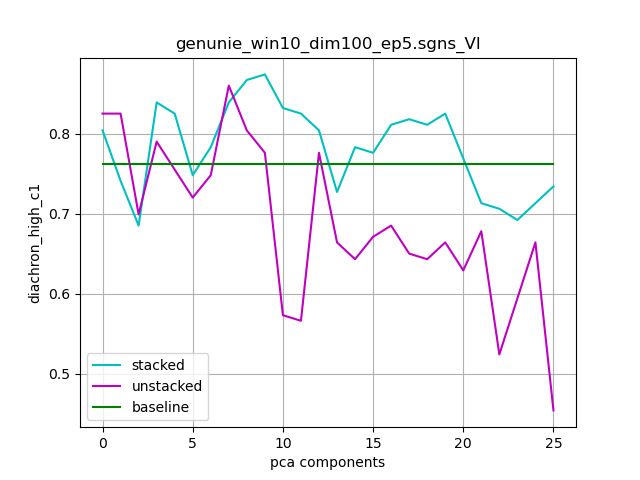 genunie_win10_dim100_ep5.sgns_VI
diachron_high_c1
0.8
0.7
0.6
0.5
stacked
unstacked
baseline
0 5 10 15 20 25
pca components